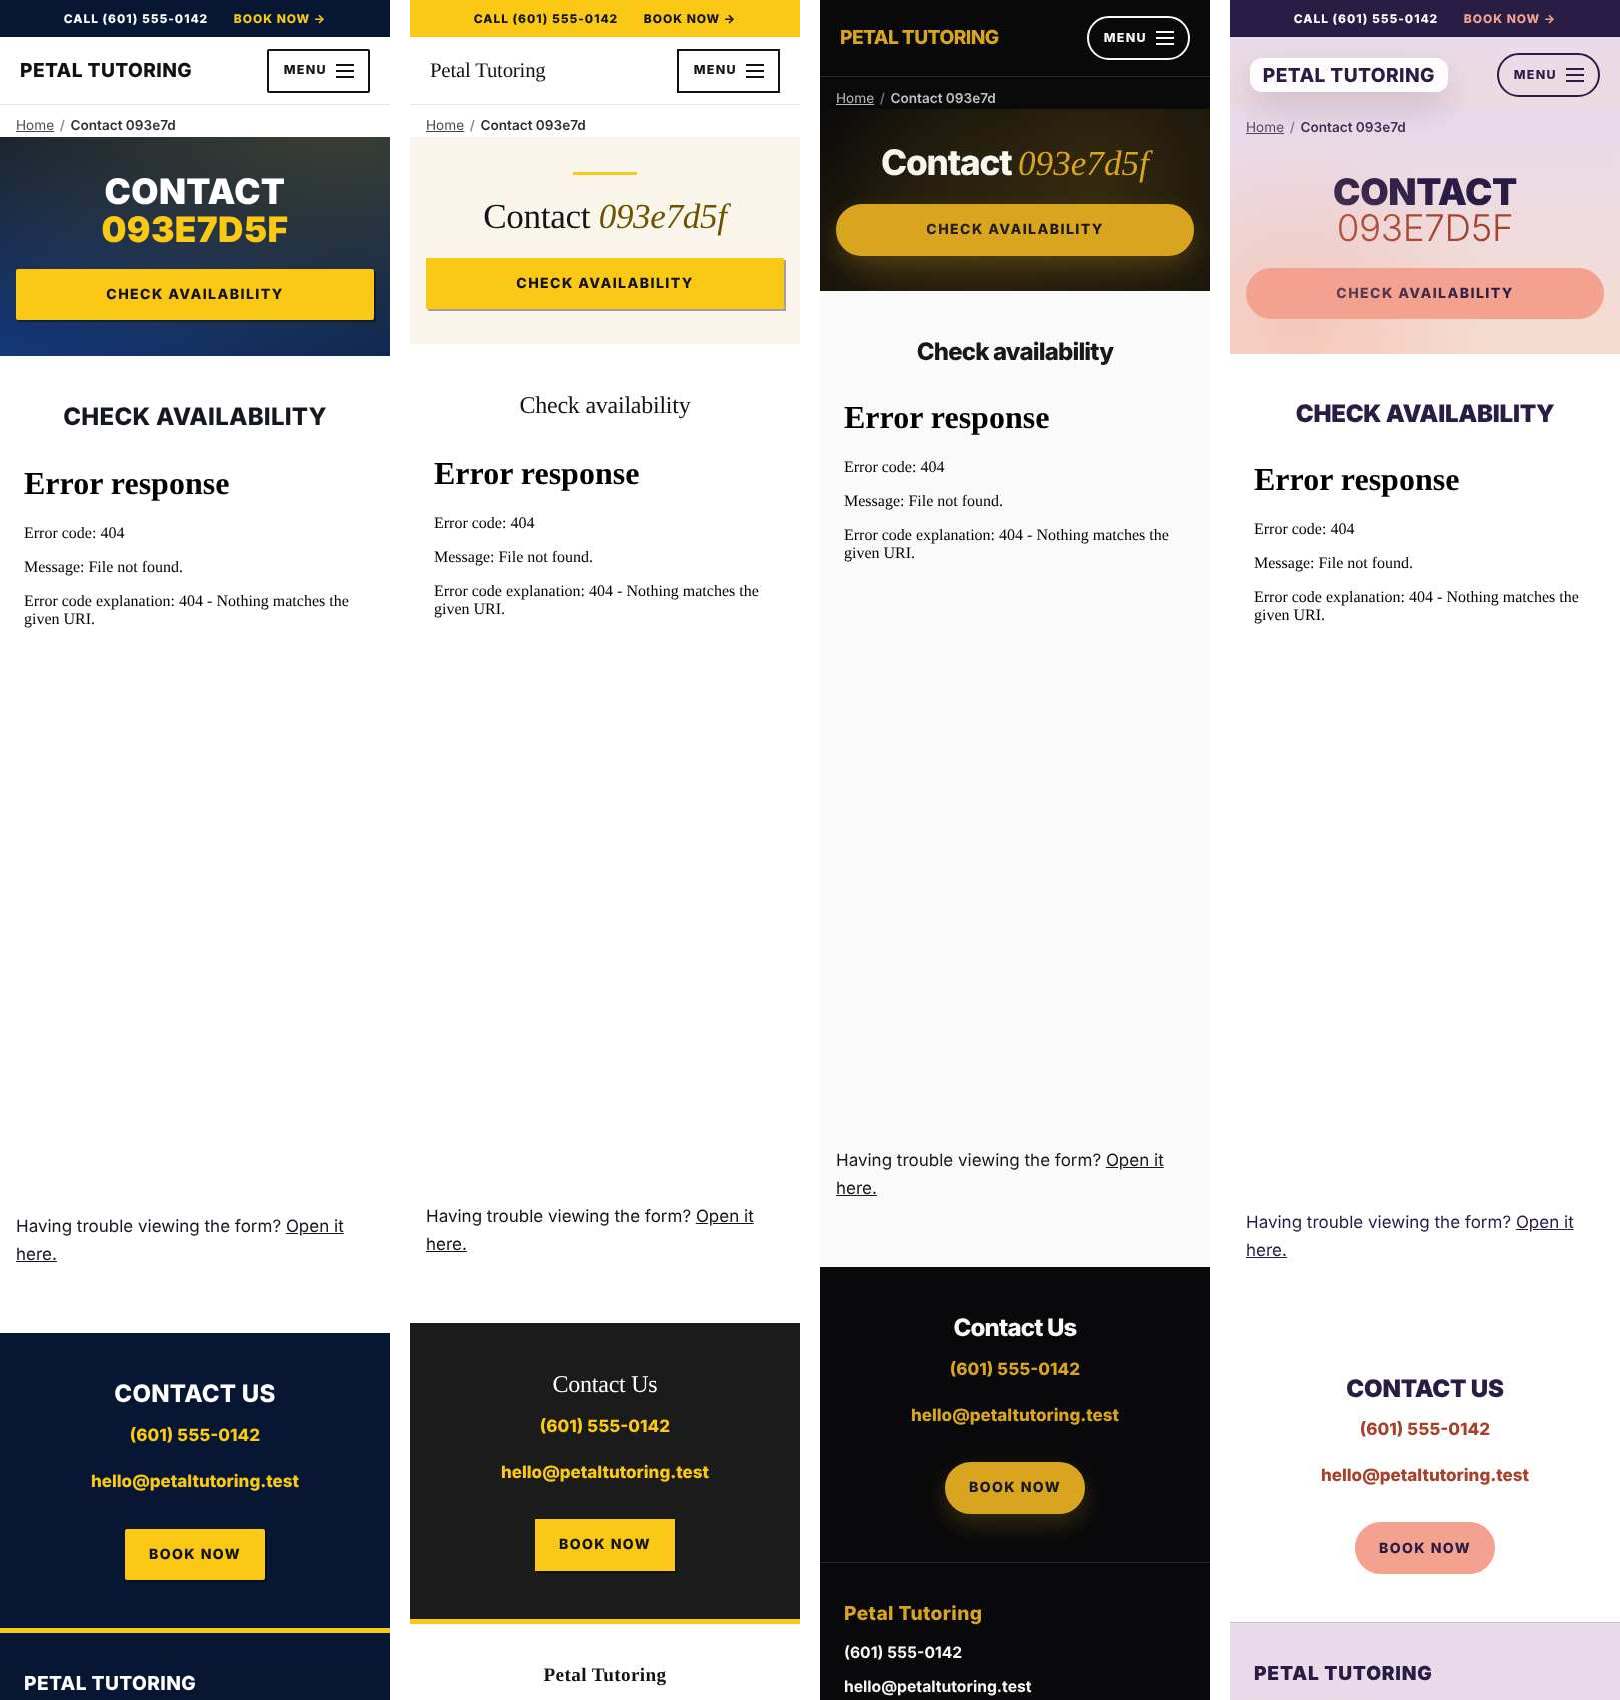 CALL (601) 555-0142 BOOK NOW →
PETAL TUTORING
MENU
Home / Contact 093e7d
CONTACT
093E7D5F
CHECK AVAILABILITY
CHECK AVAILABILITY
Error response
Error code: 404
Message: File not found.
Error code explanation: 404 - Nothing matches the
given URI.
Having trouble viewing the form? Open it
here.
CONTACT US
(601) 555-0142
hello@petaltutoring.test
BOOK NOW
PETAL TUTORING
CALL (601) 555-0142 BOOK NOW →
Petal Tutoring
MENU
Home / Contact 093e7d
Contact 093e7d5f
CHECK AVAILABILITY
Check availability
Error response
Error code: 404
Message: File not found.
Error code explanation: 404 - Nothing matches the
given URI.
Having trouble viewing the form? Open it
here.
Contact Us
(601) 555-0142
hello@petaltutoring.test
BOOK NOW
Petal Tutoring
PETAL TUTORING
MENU
Home / Contact 093e7d
Contact 093e7d5f
CHECK AVAILABILITY
Check availability
Error response
Error code: 404
Message: File not found.
Error code explanation: 404 - Nothing matches the
given URI.
Having trouble viewing the form? Open it
here.
Contact Us
(601) 555-0142
hello@petaltutoring.test
BOOK NOW
Petal Tutoring
(601) 555-0142
hello@petaltutoring.test
CALL (601) 555-0142 BOOK NOW →
PETAL TUTORING
MENU
Home / Contact 093e7d
CONTACT
093E7D5F
CHECK AVAILABILITY
CHECK AVAILABILITY
Error response
Error code: 404
Message: File not found.
Error code explanation: 404 - Nothing matches the
given URI.
Having trouble viewing the form? Open it
here.
CONTACT US
(601) 555-0142
hello@petaltutoring.test
BOOK NOW
PETAL TUTORING